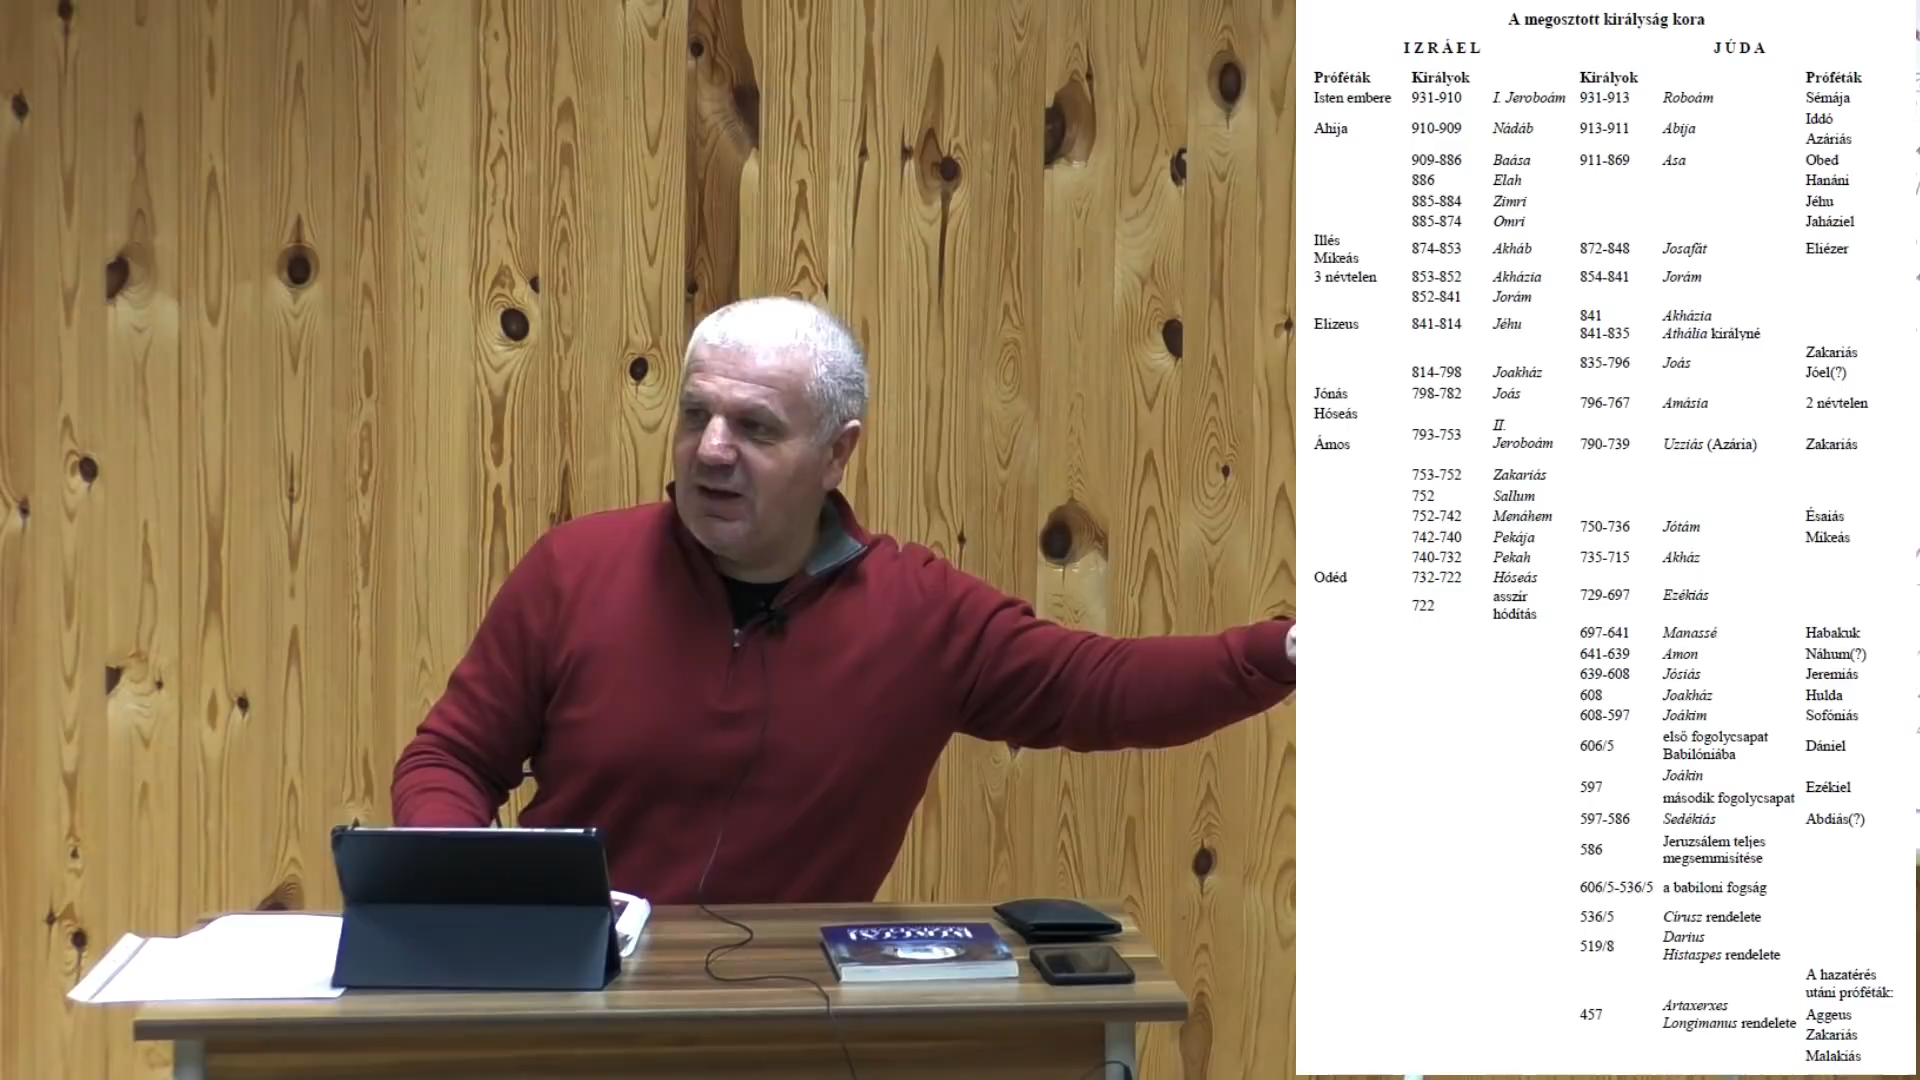 A megosztott királyság kora
IZRÁEL JÚDA
Próféták Királyok Királyok Próféták
Isten embere 931-910 I. Jeroboám 931-913 Roboám Sémája
Iddó
Ahija 910-909 Nádáb 913-911 Abija
Azáriás
909-886 Baása 911-869 Asa Obed
886 Elah Hanáni
885-884 Zimri Jéhu
885-874 Omri Jaháziel
Illés
874-853 Akháb 872-848 Josafát Eliézer
Mikeás
3 névtelen 853-852 Akházia 854-841 Jorám
852-841 Jorám
841 Akházia
Elizeus 841-814 Jéhu
841-835 Athália királyné
Zakariás
835-796 Joás
814-798 Joakház Jóel(?)
Jónás 798-782 Joás
796-767 Amásia 2 névtelen
Hóseás
II.
793-753
Ámos Jeroboám 790-739 Uzziás (Azária) Zakariás
753-752 Zakariás
752 Sallum
752-742 Menáhem Ésaiás
750-736 Jótám
742-740 Pekája Mikeás
740-732 Pekah 735-715 Akház
Odéd 732-722 Hóseás
asszír
729-697 Ezékiás
722
hódítás
697-641 Manassé Habakuk
641-639 Amon Náhum(?)
639-608 Jósiás Jeremiás
608 Joakház Hulda
608-597 Joákim Sofóniás
első fogolycsapat
606/5 Dániel
Babilóniába
Joákin
597 Ezékiel
második fogolycsapat
597-586 Sedékiás Abdiás(?)
Jeruzsálem teljes
586
megsemmisítése
606/5-536/5 a babiloni fogság
536/5 Círusz rendelete
Darius
519/8
Histaspes rendelete
A hazatérés
utáni próféták:
Artaxerxes
457 Aggeus
Longimanus rendelete
Zakariás
Malakiás